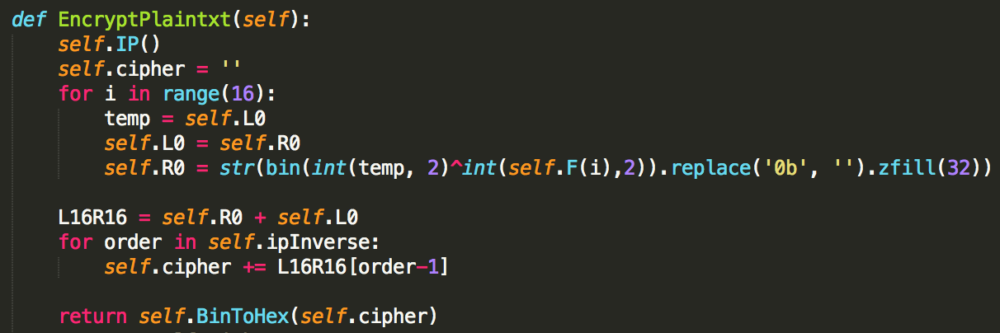 def EncryptPlaintxt(self):
    self.IP()
    self.cipher = ''
    for i in range(16):
        temp = self.L0
        self.L0 = self.R0
        self.R0 = str(bin(int(temp, 2)^int(self.F(i),2)).replace('0b', '').zfill(32))

    L16R16 = self.R0 + self.L0
    for order in self.ipInverse:
        self.cipher += L16R16[order-1]

    return self.BinToHex(self.cipher)